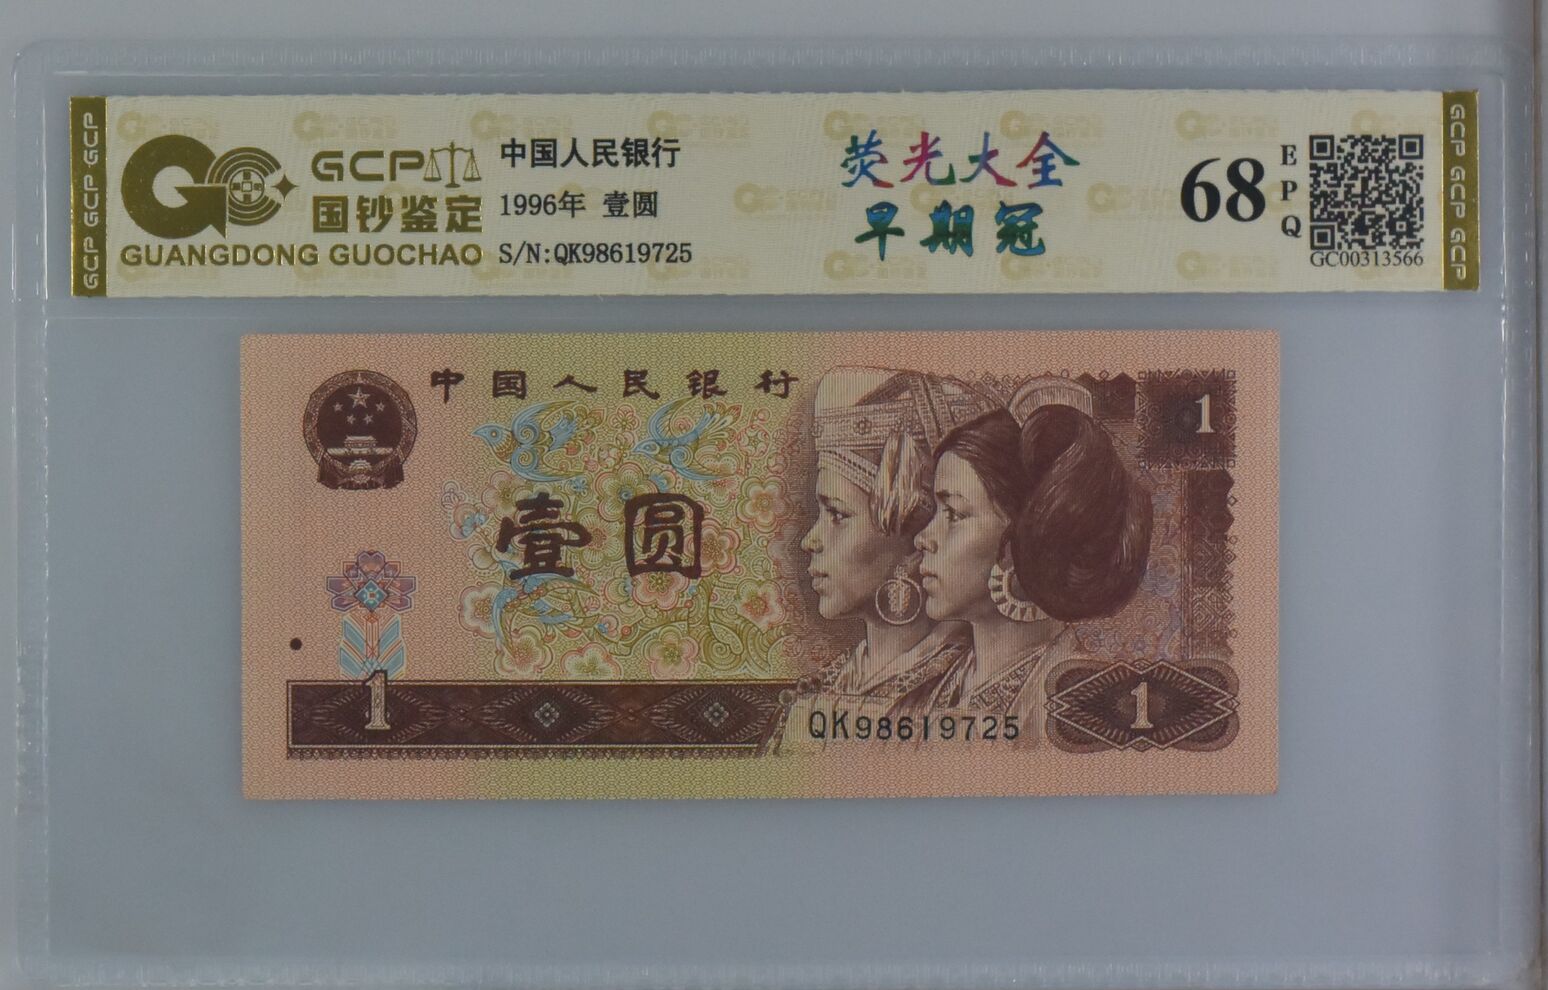 GCP GCP GCP
GCP
国钞鉴定
GUANGDONG GUOCHAO
中国人民银行
1996年 壹圆
S/N:QK98619725
荧光大全
早期冠
68
EPQ
GC00313566
GCP GCP GCP
中国人民银行
1
壹圆
1
QK98619725
1